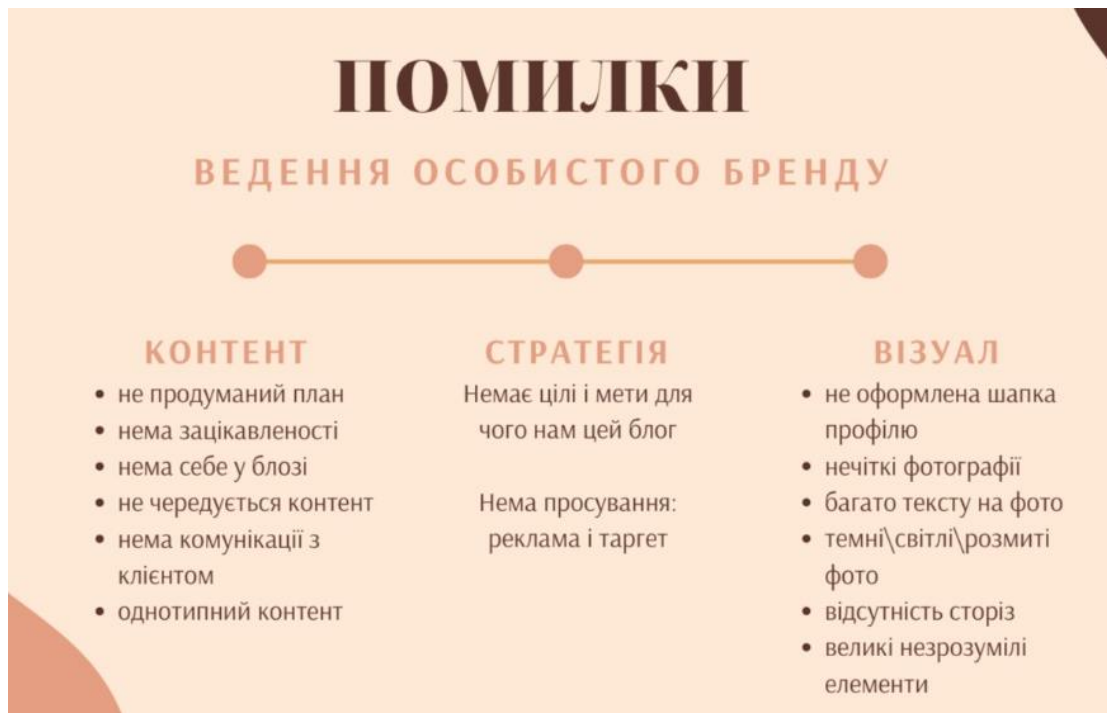 ПОМИЛКИ
ВЕДЕННЯ ОСОБИСТОГО БРЕНДУ
КОНТЕНТ
• не продуманий план
• нема зацікавленості
• нема себе у блозі
• не чередується контент
• нема комунікації з
клієнтом
• однотипний контент
СТРАТЕГІЯ
Немає цілі і мети для
чого нам цей блог
Нема просування:
реклама і таргет
ВІЗУАЛ
• не оформлена шапка
профілю
• нечіткі фотографії
• багато тексту на фото
• темні\світлі\розмиті
фото
• відсутність сторіз
• великі незрозумілі
елементи